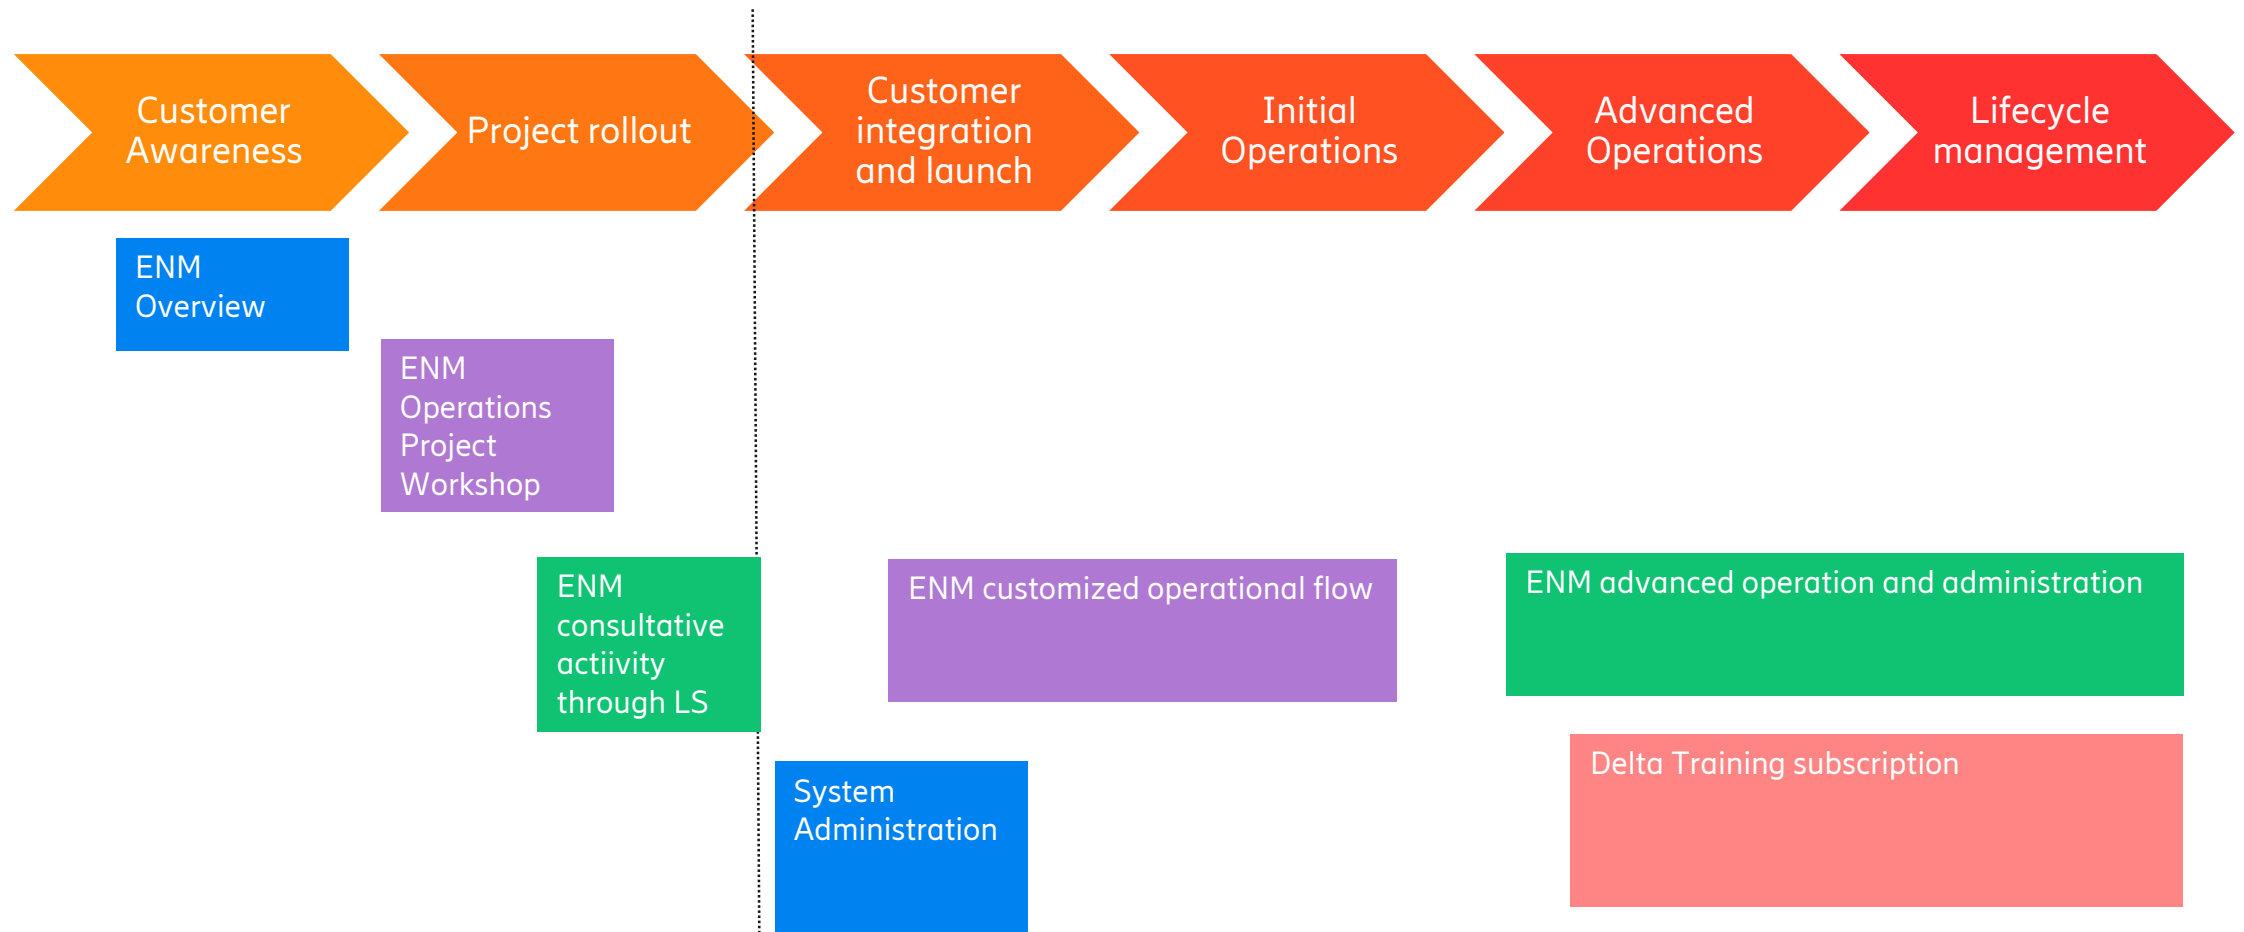 Customer
Awareness
Project rollout
Customer
integration
and launch
Initial
Operations
Advanced
Operations
Lifecycle
management
ENM
Overview
ENM
Operations
Project
Workshop
ENM
consultative
actiivity
through LS
ENM customized operational flow
ENM advanced operation and administration
System
Administration
Delta Training subscription